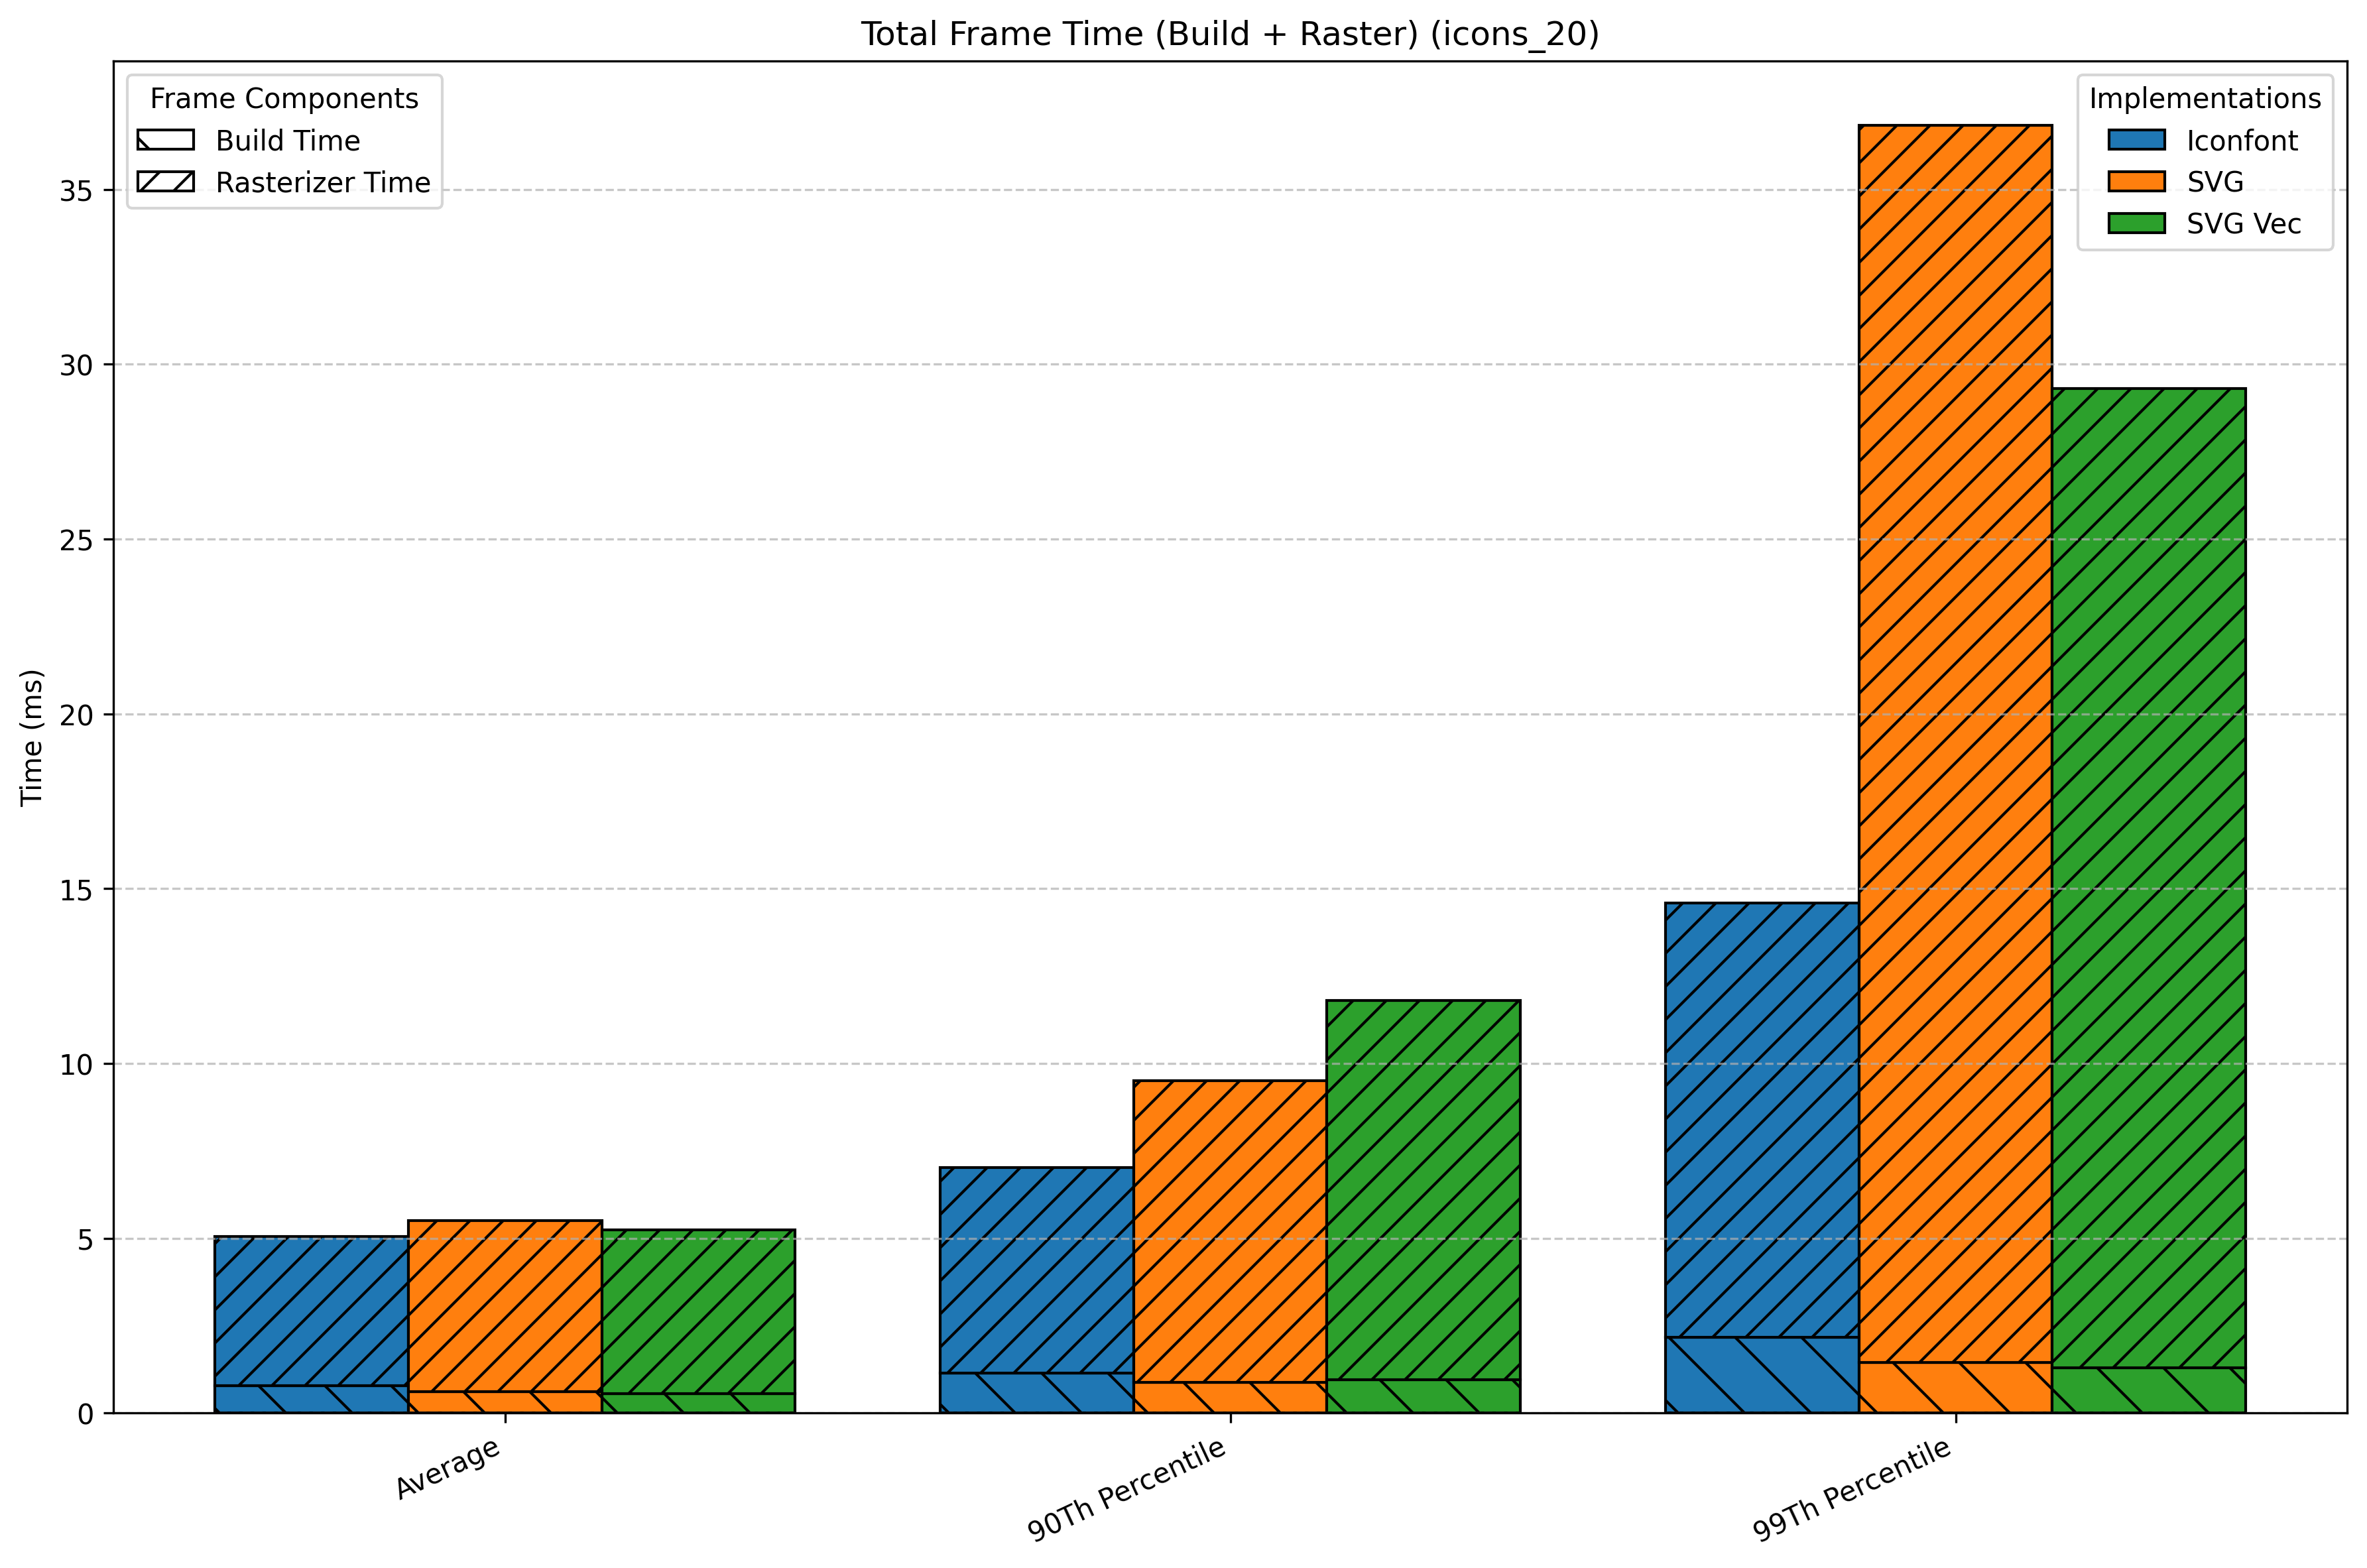 Total Frame Time (Build + Raster) (icons_20)
Frame Components
Build Time
Rasterizer Time
Implementations
Iconfont
SVG
SVG Vec
Time (ms)
35
30
25
20
15
10
5
0
Average
90Th Percentile
99Th Percentile